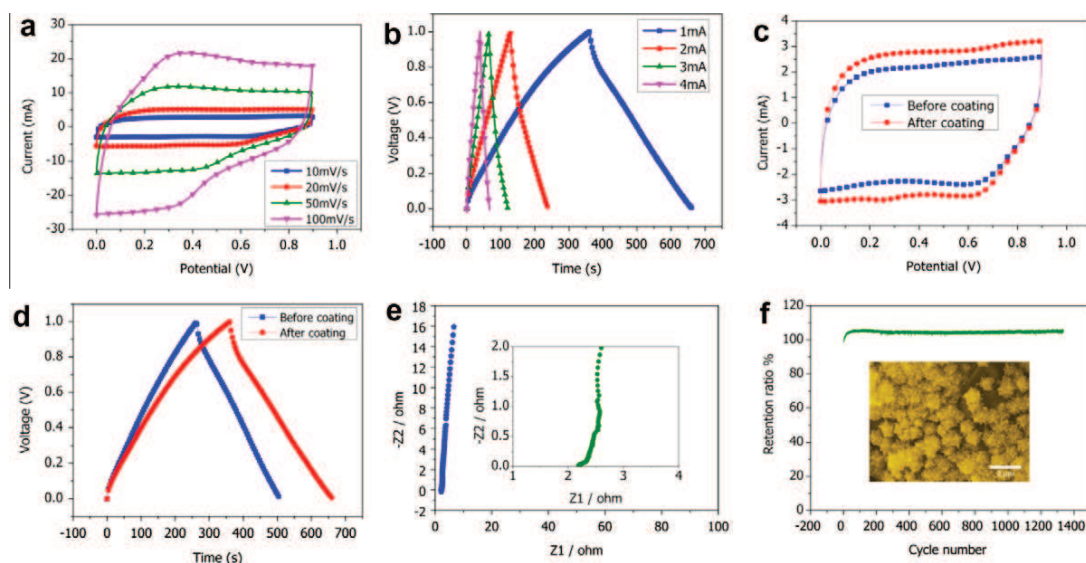 a
30
20
10
0
-10
-20
-30
Current (mA)
0.0 0.2 0.4 0.6 0.8 1.0
Potential (V)
10mV/s
20mV/s
50mV/s
100mV/s
b
1.0
0.8
0.6
0.4
0.2
0.0
Voltage (V)
-100 0 100 200 300 400 500 600 700
Time (s)
1mA
2mA
3mA
4mA
c
4
3
2
1
0
-1
-2
-3
-4
Current (mA)
0.0 0.2 0.4 0.6 0.8 1.0
Potential (V)
Before coating
After coating
d
1.0
0.8
0.6
0.4
0.2
0.0
Voltage (V)
-100 0 100 200 300 400 500 600 700
Time (s)
Before coating
After coating
e
18
16
14
12
10
8
6
4
2
0
-2
-Z2 / ohm
0 20 40 60 80 100
Z1 / ohm
2.0
1.5
1.0
0.5
0.0
-Z2 / ohm
1 2 3 4
Z1 / ohm
f
120
100
80
60
40
20
0
Retention ratio %
-200 0 200 400 600 800 1000 1200 1400
Cycle number